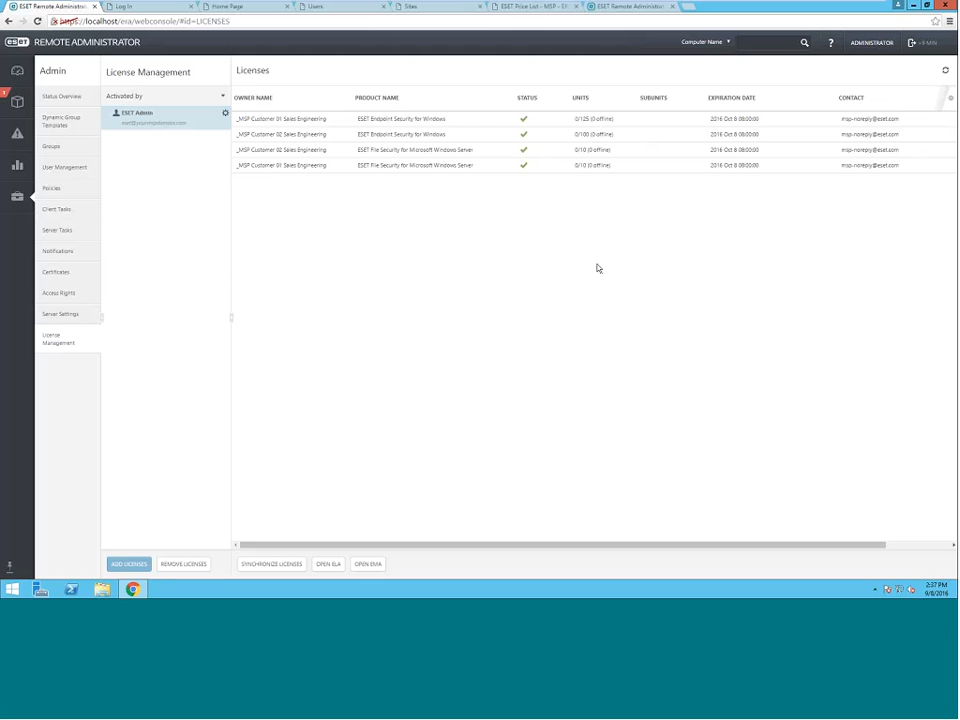 ESET Remote Administrator
Log In
Home Page
Users
Sites
ESET Price List - MSP - E
ESET Remote Administrator
https://localhost/era/webconsole/#id=LICENSES
eset REMOTE ADMINISTRATOR
Computer Name
?
ADMINISTRATOR
>9 MIN
Admin
License Management
Licenses
1
Status Overview
Dynamic Group
Templates
Groups
User Management
Policies
Client Tasks
Server Tasks
Notifications
Certificates
Access Rights
Server Settings
License
Management
Activated by
ESET Admin
OWNER NAME PRODUCT NAME STATUS UNITS SUBUNITS EXPIRATION DATE CONTACT
_MSP Customer 01 Sales Engineering ESET Endpoint Security for Windows 0/125 (0 offline) 2016 Oct 8 08:00:00 msp-noreply@eset.com
_MSP Customer 02 Sales Engineering ESET Endpoint Security for Windows 0/100 (0 offline) 2016 Oct 8 08:00:00 msp-noreply@eset.com
_MSP Customer 02 Sales Engineering ESET File Security for Microsoft Windows Server 0/10 (0 offline) 2016 Oct 8 08:00:00 msp-noreply@eset.com
_MSP Customer 01 Sales Engineering ESET File Security for Microsoft Windows Server 0/10 (0 offline) 2016 Oct 8 08:00:00 msp-noreply@eset.com
ADD LICENSES
REMOVE LICENSES
SYNCHRONIZE LICENSES
OPEN ELA
OPEN EMA
2:37 PM
9/8/2016